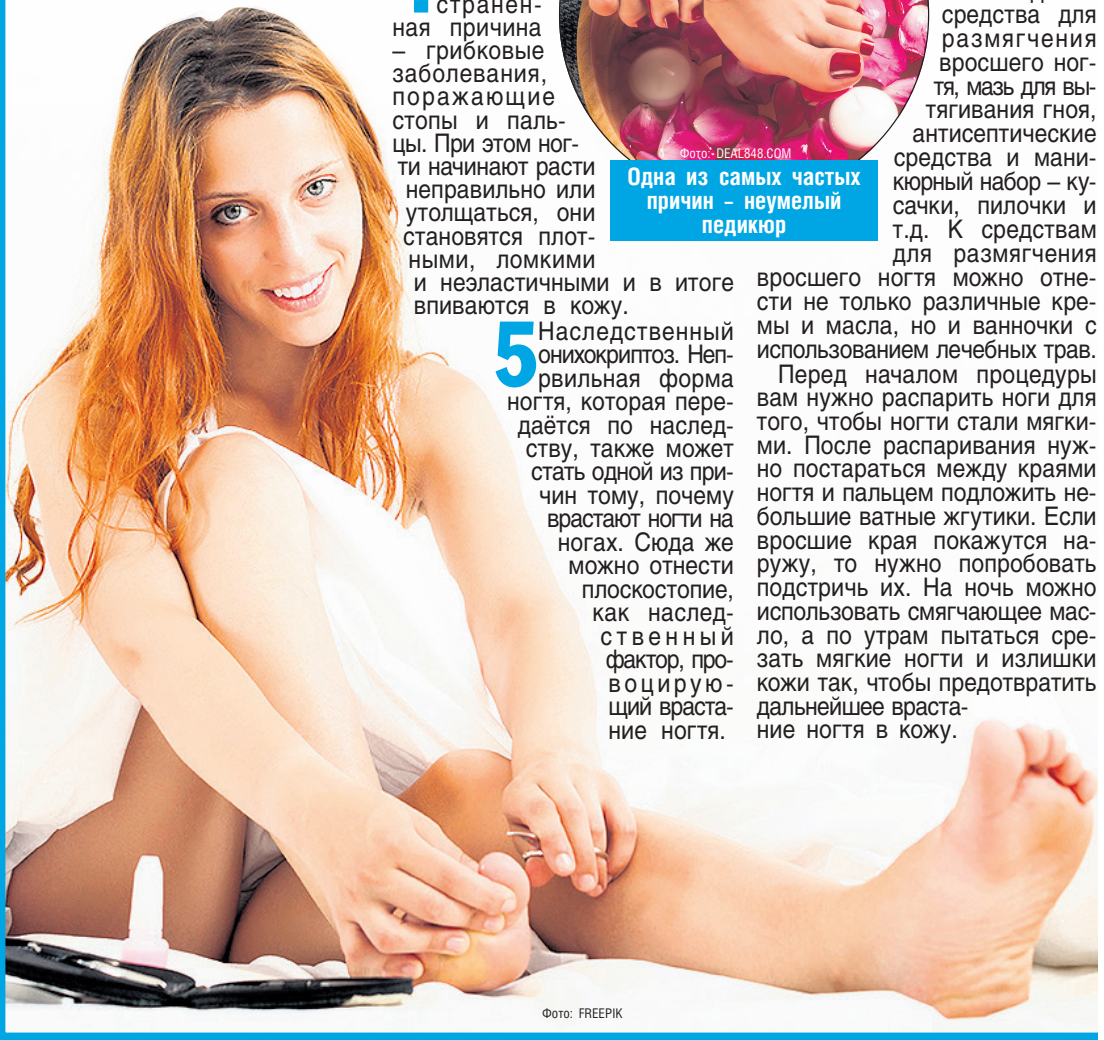 странён-
ная причина
– грибковые
заболевания,
поражающие
стопы и паль-
цы. При этом ног-
ти начинают расти
неправильно или
утолщаться, они
становятся плот-
ными, ломкими
и неэластичными и в итоге
впиваются в кожу.
5 Наследственный
онихокриптоз. Неп-
рвильная форма
ногтя, которая пере-
даётся по наслед-
ству, также может
стать одной из при-
чин тому, почему
врастают ногти на
ногах. Сюда же
можно отнести
плоскостопие,
как наслед-
ственный
фактор, про-
воцирую-
щий враста-
ние ногтя.
Фото: DEAL848.COM
Одна из самых частых
причин – неумелый
педикюр
средства для
размягчения
вросшего ног-
тя, мазь для вы-
тягивания гноя,
антисептические
средства и мани-
кюрный набор – ку-
сачки, пилочки и
т.д. К средствам
для размягчения
вросшего ногтя можно отне-
сти не только различные кре-
мы и масла, но и ванночки с
использованием лечебных трав.
Перед началом процедуры
вам нужно распарить ноги для
того, чтобы ногти стали мягки-
ми. После распаривания нуж-
но постараться между краями
ногтя и пальцем подложить не-
большие ватные жгутики. Если
вросшие края покажутся на-
ружу, то нужно попробовать
подстричь их. На ночь можно
использовать смягчающее мас-
ло, а по утрам пытаться сре-
зать мягкие ногти и излишки
кожи так, чтобы предотвратить
дальнейшее враста-
ние ногтя в кожу.
Фото: FREEPIK